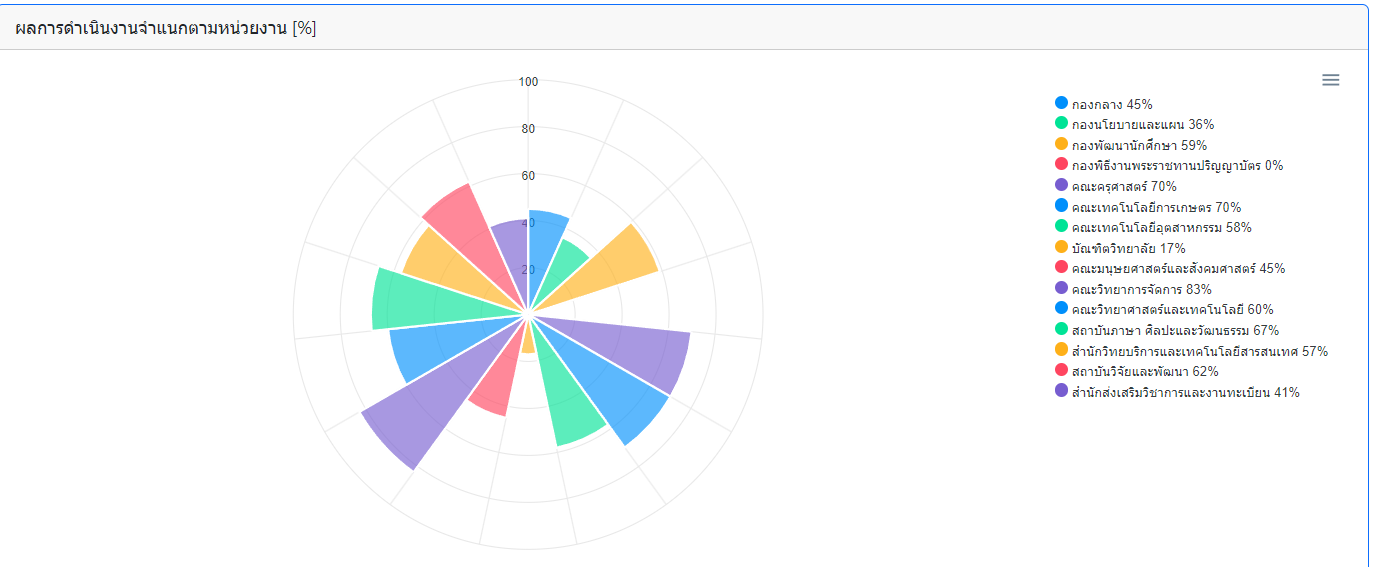 ผลการดำเนินงานจำแนกตามหน่วยงาน [%]
100
80
60
40
20
กองกลาง 45%
กองนโยบายและแผน 36%
กองพัฒนานักศึกษา 59%
กองพิธีงานพระราชทานปริญญาบัตร 0%
คณะครุศาสตร์ 70%
คณะเทคโนโลยีการเกษตร 70%
คณะเทคโนโลยีอุตสาหกรรม 58%
บัณฑิตวิทยาลัย 17%
คณะมนุษยศาสตร์และสังคมศาสตร์ 45%
คณะวิทยาการจัดการ 83%
คณะวิทยาศาสตร์และเทคโนโลยี 60%
สถาบันภาษา ศิลปะและวัฒนธรรม 67%
สำนักวิทยบริการและเทคโนโลยีสารสนเทศ 57%
สถาบันวิจัยและพัฒนา 62%
สำนักส่งเสริมวิชาการและงานทะเบียน 41%